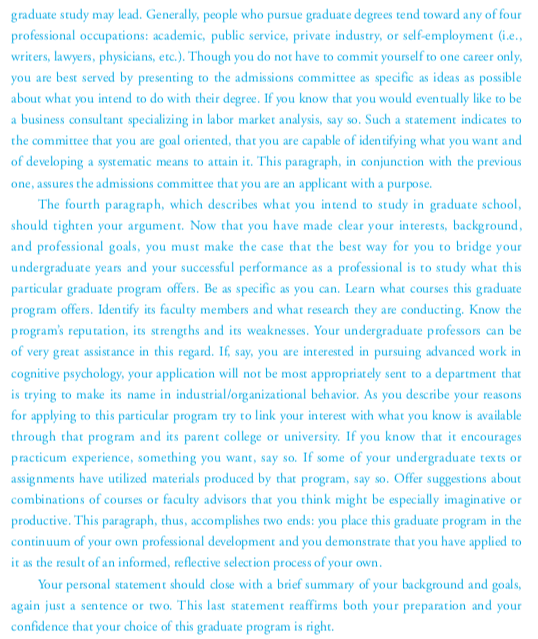 graduate study may lead. Generally, people who pursue graduate degrees tend toward any of four
professional occupations: academic, public service, private industry, or self-employment (i.e.,
writers, lawyers, physicians, etc.). Though you do not have to commit yourself to one career only,
you are best served by presenting to the admissions committee as specific as ideas as possible
about what you intend to do with their degree. If you know that you would eventually like to be
a business consultant specializing in labor market analysis, say so. Such a statement indicates to
the committee that you are goal oriented, that you are capable of identifying what you want and
of developing a systematic means to attain it. This paragraph, in conjunction with the previous
one, assures the admissions committee that you are an applicant with a purpose.
The fourth paragraph, which describes what you intend to study in graduate school,
should tighten your argument. Now that you have made clear your interests, background,
and professional goals, you must make the case that the best way for you to bridge your
undergraduate years and your successful performance as a professional is to study what this
particular graduate program offers. Be as specific as you can. Learn what courses this graduate
program offers. Identify its faculty members and what research they are conducting. Know the
program's reputation, its strengths and its weaknesses. Your undergraduate professors can be
of very great assistance in this regard. If, say, you are interested in pursuing advanced work in
cognitive psychology, your application will not be most appropriately sent to a department that
is trying to make its name in industrial/organizational behavior. As you describe your reasons
for applying to this particular program try to link your interest with what you know is available
through that program and its parent college or university. If you know that it encourages
practicum experience, something you want, say so. If some of your undergraduate texts or
assignments have utilized materials produced by that program, say so. Offer suggestions about
combinations of courses or faculty advisors that you think might be especially imaginative or
productive. This paragraph, thus, accomplishes two ends: you place this graduate program in the
continuum of your own professional development and you demonstrate that you have applied to
it as the result of an informed, reflective selection process of your own.
Your personal statement should close with a brief summary of your background and goals,
again just a sentence or two. This last statement reaffirms both your preparation and your
confidence that your choice of this graduate program is right.